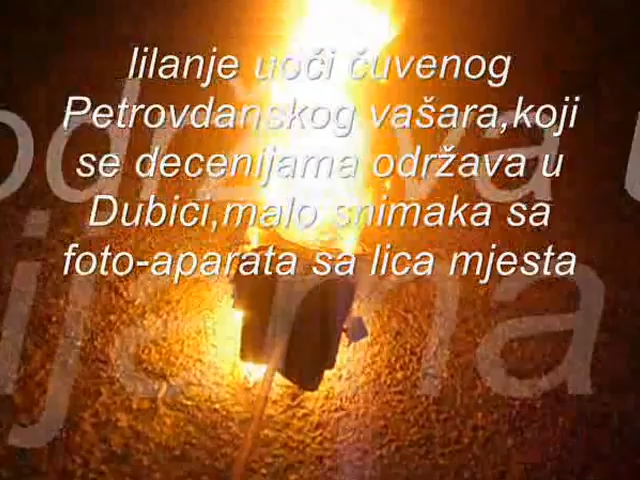 lilanje uoči čuvenog
Petrovdanskog vašara,koji
se decenijama održava u
Dubici,malo snimaka sa
foto-aparata sa lica mjesta